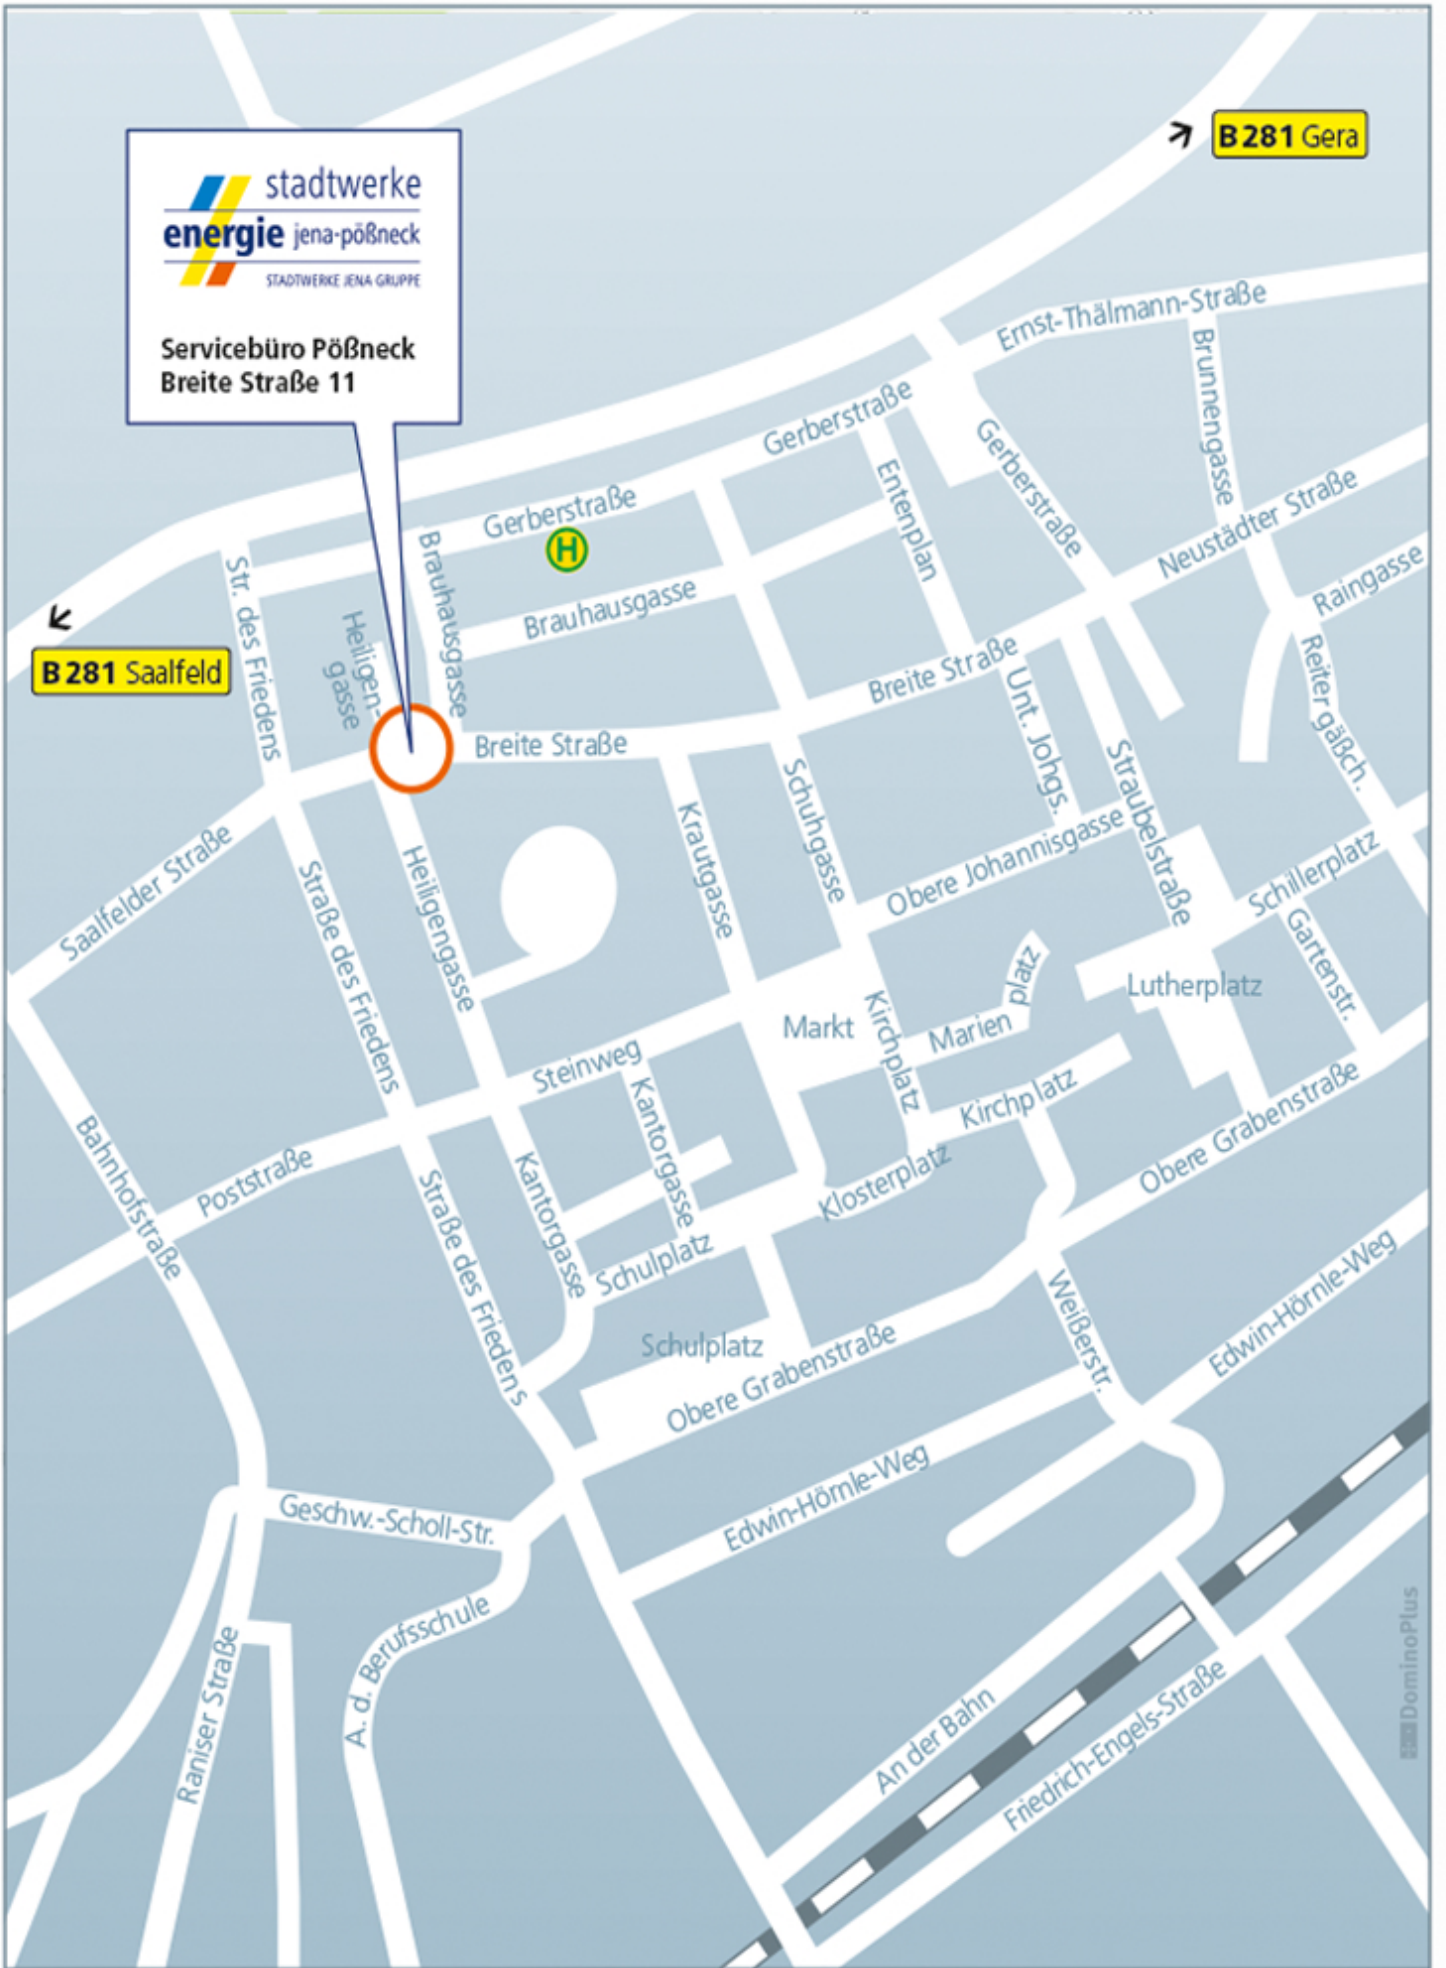 B 281 Gera
stadtwerke
energie jena-pößneck
STADTWERKE JENA GRUPPE
Servicebüro Pößneck
Breite Straße 11
Ernst-Thälmann-Straße
Brunnengasse
Gerberstraße
Gerberstraße
Entenplan
Gerberstraße
H
Neustädter Straße
Raingasse
Str. des Friedens
Brauhausgasse
Brauhausgasse
Heiligen-
gasse
B 281 Saalfeld
Breite Straße
Breite Straße
Unt. Johgs.
Reiter gäßch.
Straubelstraße
Schuhgasse
Krautgasse
Obere Johannisgasse
Schillerplatz
Saalfelder Straße
Straße des Friedens
Heiligengasse
Gartenstr.
Lutherplatz
Markt
Kirchplatz
Marien
platz
Steinweg
Kantorgasse
Kirchplatz
Obere Grabenstraße
Bahnhofstraße
Poststraße
Kantorgasse
Klosterplatz
Straße des Friedens
Schulplatz
Schulplatz
Obere Grabenstraße
Weißerstr.
Edwin-Hörnle-Weg
Edwin-Hörnle-Weg
Geschw.-Scholl-Str.
A. d. Berufsschule
Raniser Straße
An der Bahn
Friedrich-Engels-Straße
DominoPlus